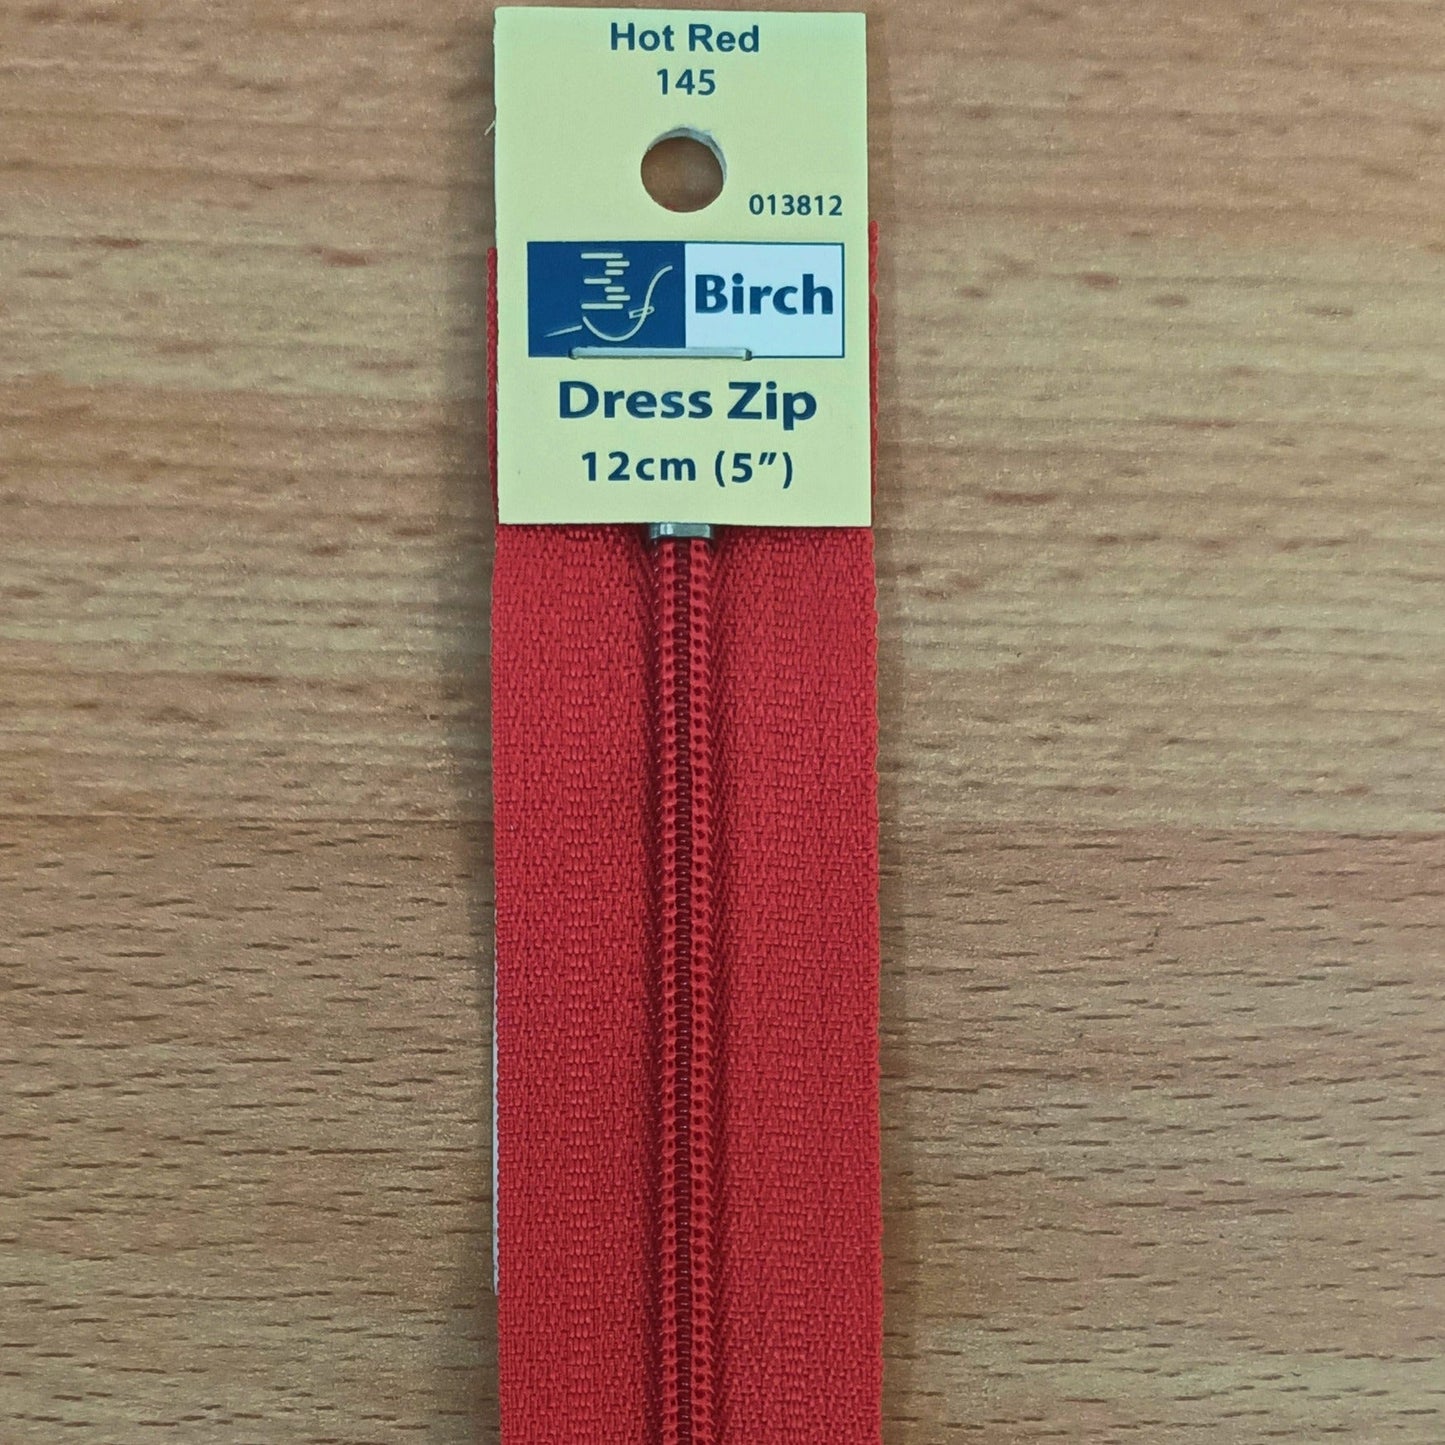 Hot Red
145
013812
Birch
Dress Zip
12cm (5”)